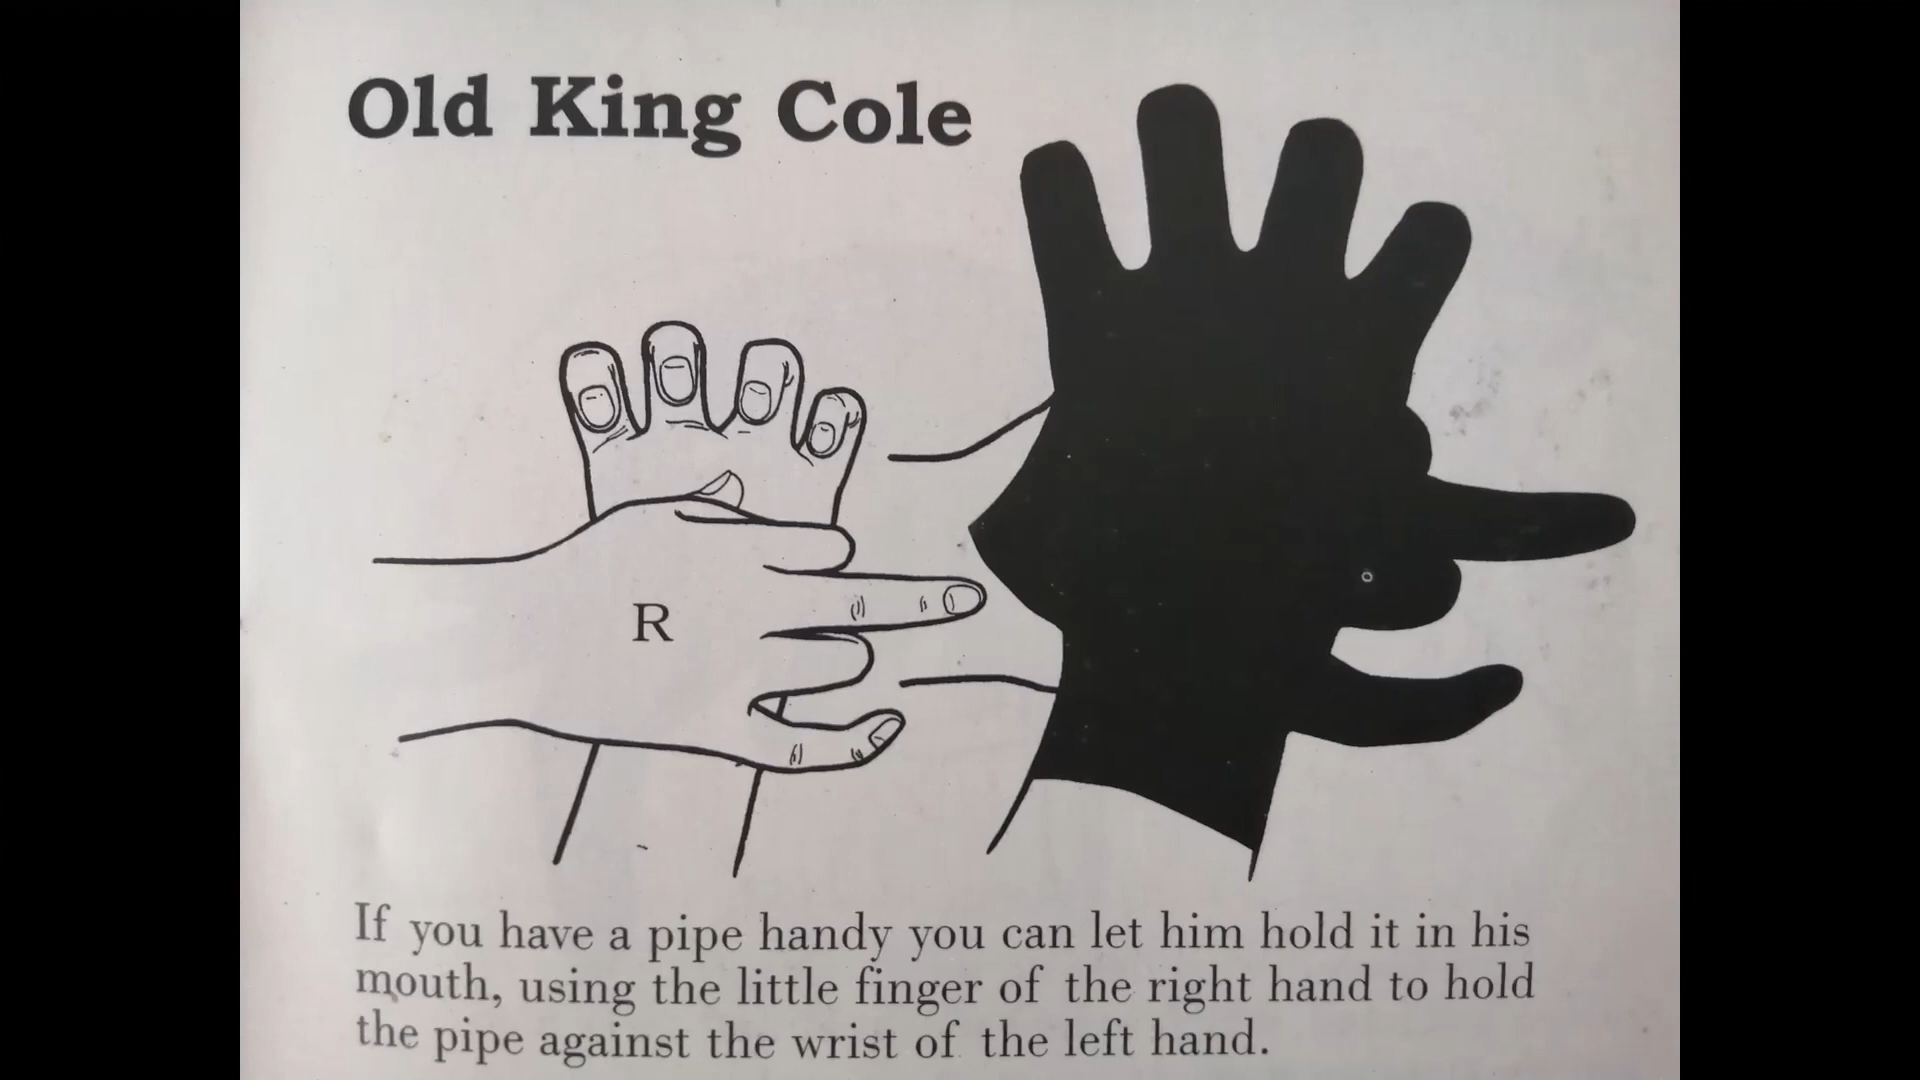 Old King Cole
R
If you have a pipe handy you can let him hold it in his
mouth, using the little finger of the right hand to hold
the pipe against the wrist of the left hand.